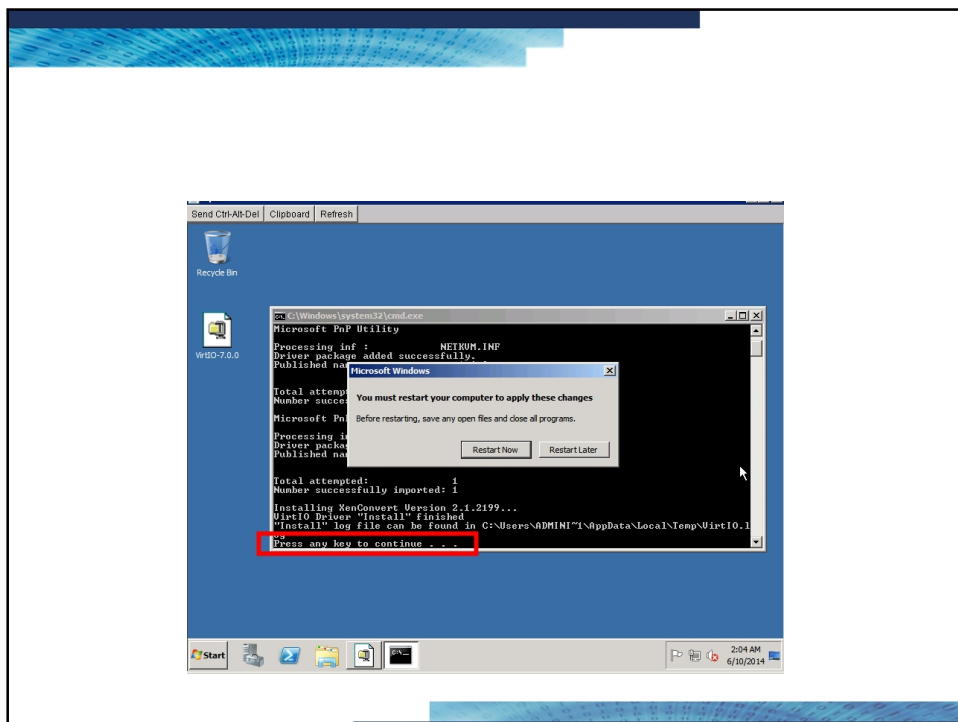 Send Ctrl-Alt-Del Clipboard Refresh
Recycle Bin
VirtIO-7.0.0
C:\Windows\system32\cmd.exe
Microsoft PnP Utility
Processing inf : NETKVM.INF
Driver package added successfully.
Published na
Microsoft Windows
Total attemp
You must restart your computer to apply these changes
Number succe
Before restarting, save any open files and close all programs.
Microsoft Pn
Processing i
Driver packa
Restart Now Restart Later
Published na
Total attempted: 1
Number successfully imported: 1
Installing XenConvert Version 2.1.2199...
VirtIO Driver "Install" finished
"Install" log file can be found in C:\Users\ADMINI~1\AppData\Local\Temp\VirtIO.l
og
Press any key to continue . . .
Start
2:04 AM
6/10/2014